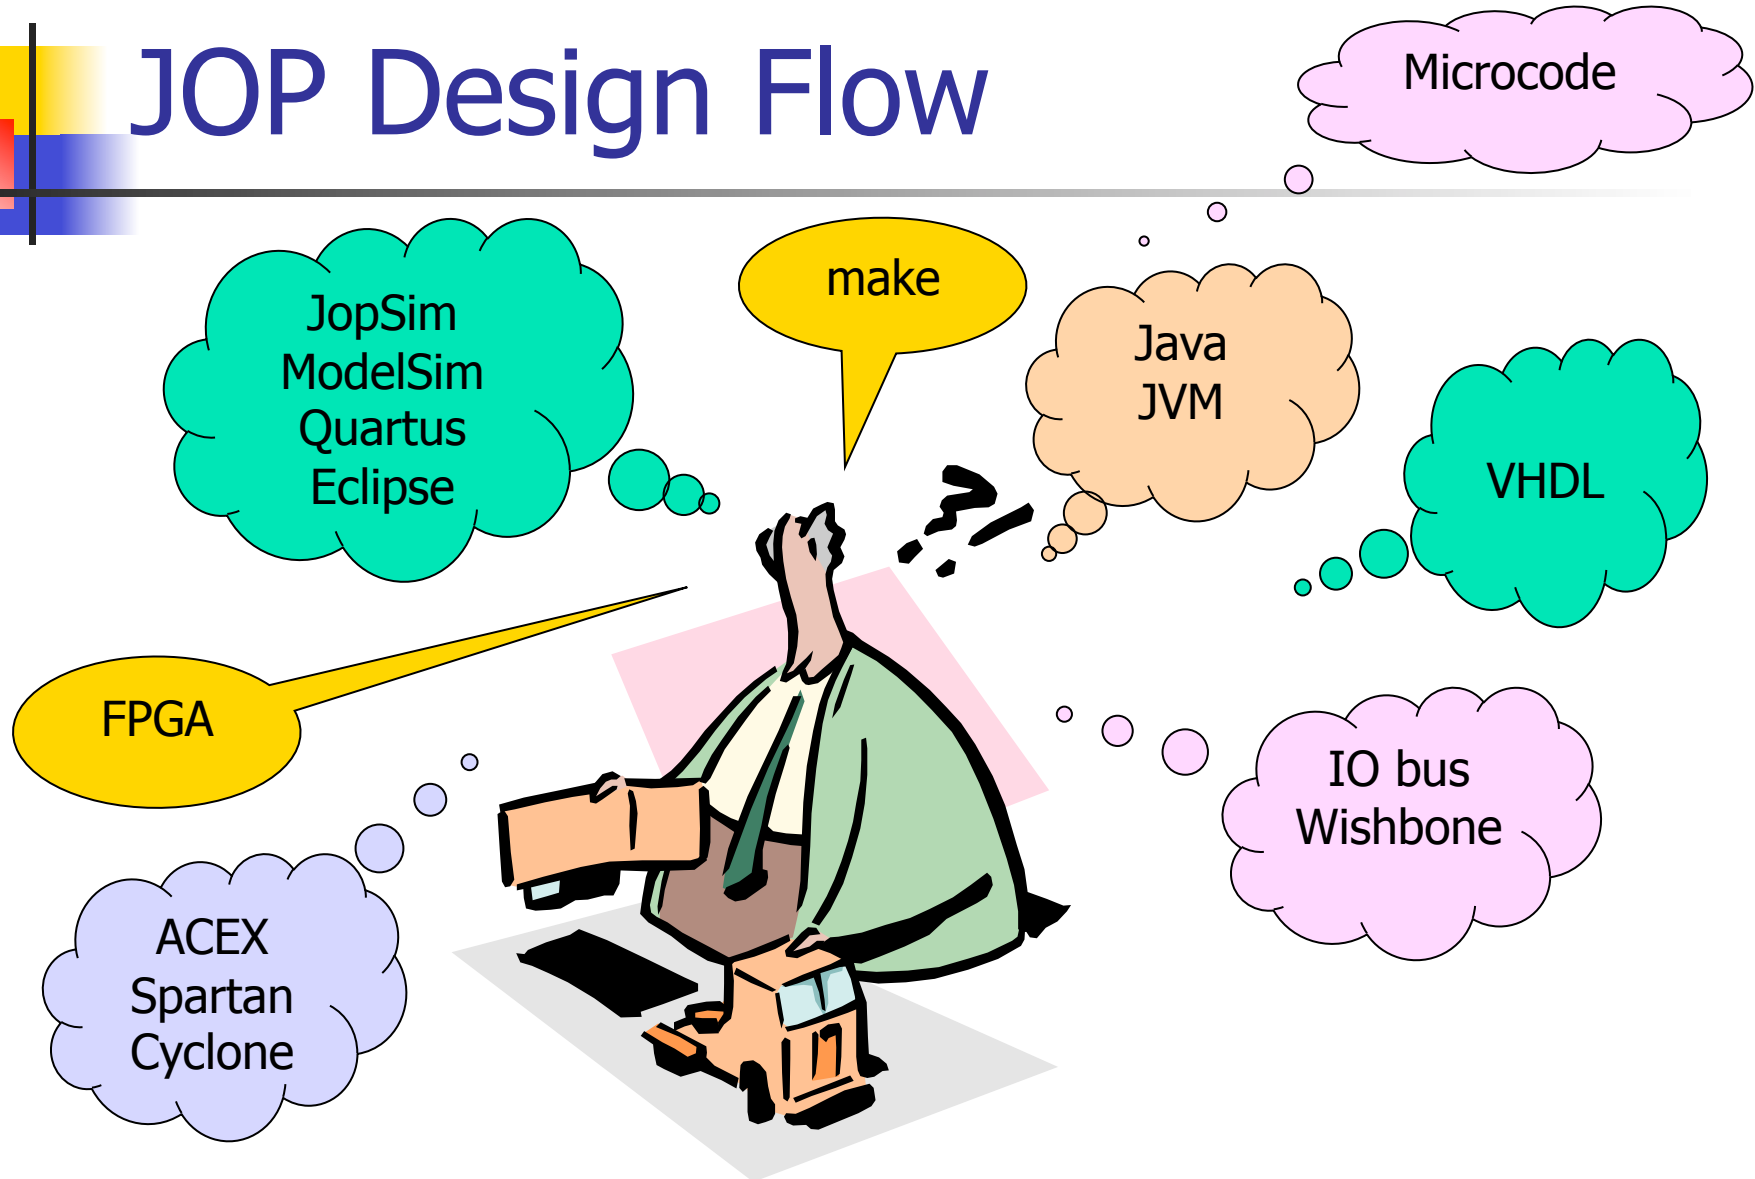 JOP Design Flow
Microcode
JopSim
ModelSim
Quartus
Eclipse
make
Java
JVM
VHDL
FPGA
IO bus
Wishbone
ACEX
Spartan
Cyclone